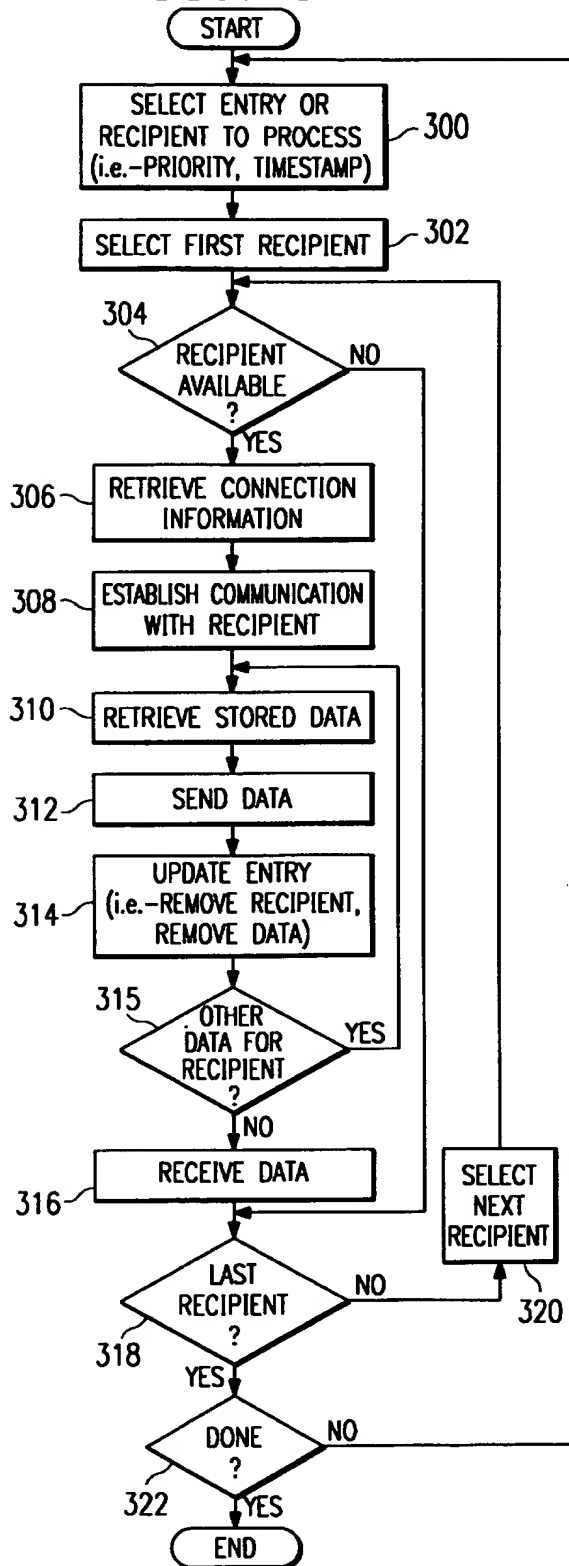 START
SELECT ENTRY OR
RECIPIENT TO PROCESS
(i.e.-PRIORITY, TIMESTAMP)
300
SELECT FIRST RECIPIENT
302
304
RECIPIENT
AVAILABLE
?
NO
YES
306
RETRIEVE CONNECTION
INFORMATION
308
ESTABLISH COMMUNICATION
WITH RECIPIENT
310
RETRIEVE STORED DATA
312
SEND DATA
314
UPDATE ENTRY
(i.e.-REMOVE RECIPIENT,
REMOVE DATA)
315
OTHER
DATA FOR
RECIPIENT
?
YES
NO
316
RECEIVE DATA
SELECT
NEXT
RECIPIENT
320
LAST
RECIPIENT
?
NO
318
YES
DONE
?
NO
322
YES
END